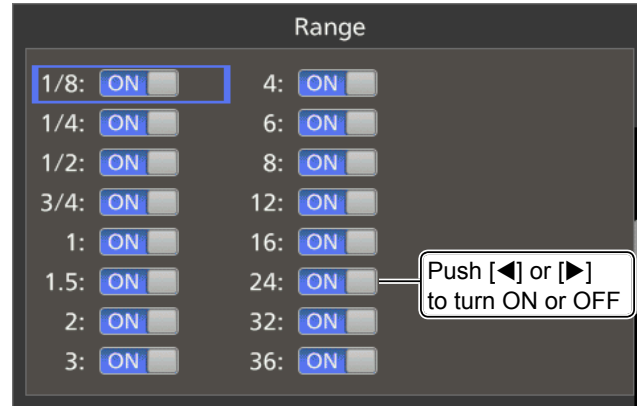 Range
1/8: ON 4: ON
1/4: ON 6: ON
1/2: ON 8: ON
3/4: ON 12: ON
1: ON 16: ON
1.5: ON 24: ON
Push [◀] or [▶]
to turn ON or OFF
2: ON 32: ON
3: ON 36: ON